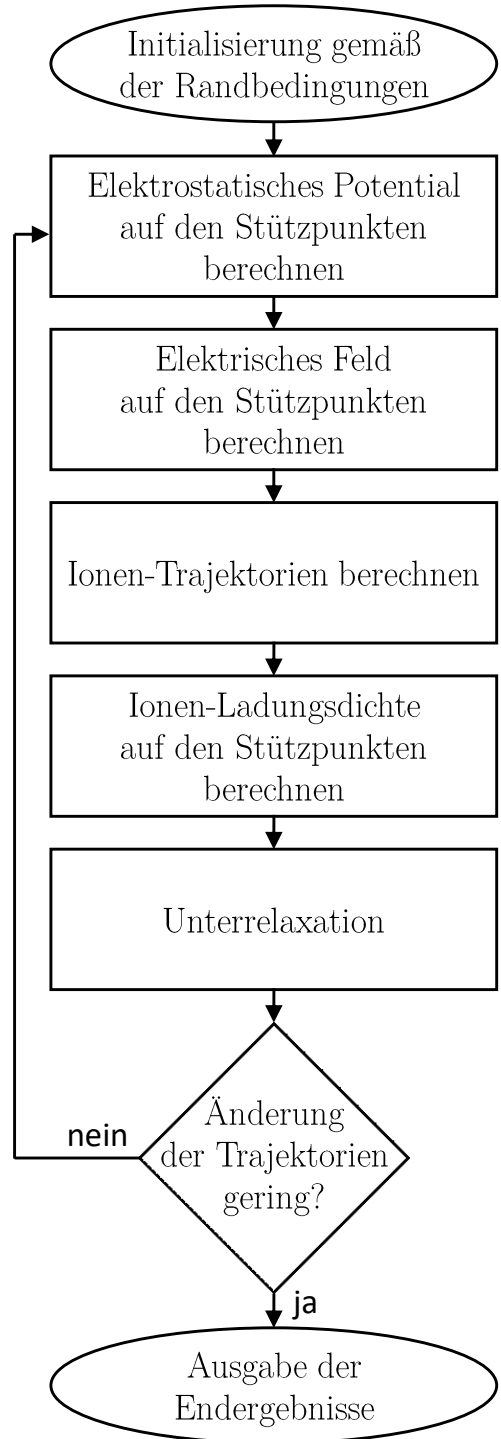 Initialisierung gemäß
der Randbedingungen
Elektrostatisches Potential
auf den Stützpunkten
berechnen
Elektrisches Feld
auf den Stützpunkten
berechnen
Ionen-Trajektorien berechnen
Ionen-Ladungsdichte
auf den Stützpunkten
berechnen
Unterrelaxation
Änderung
der Trajektorien
gering?
nein
ja
Ausgabe der
Endergebnisse